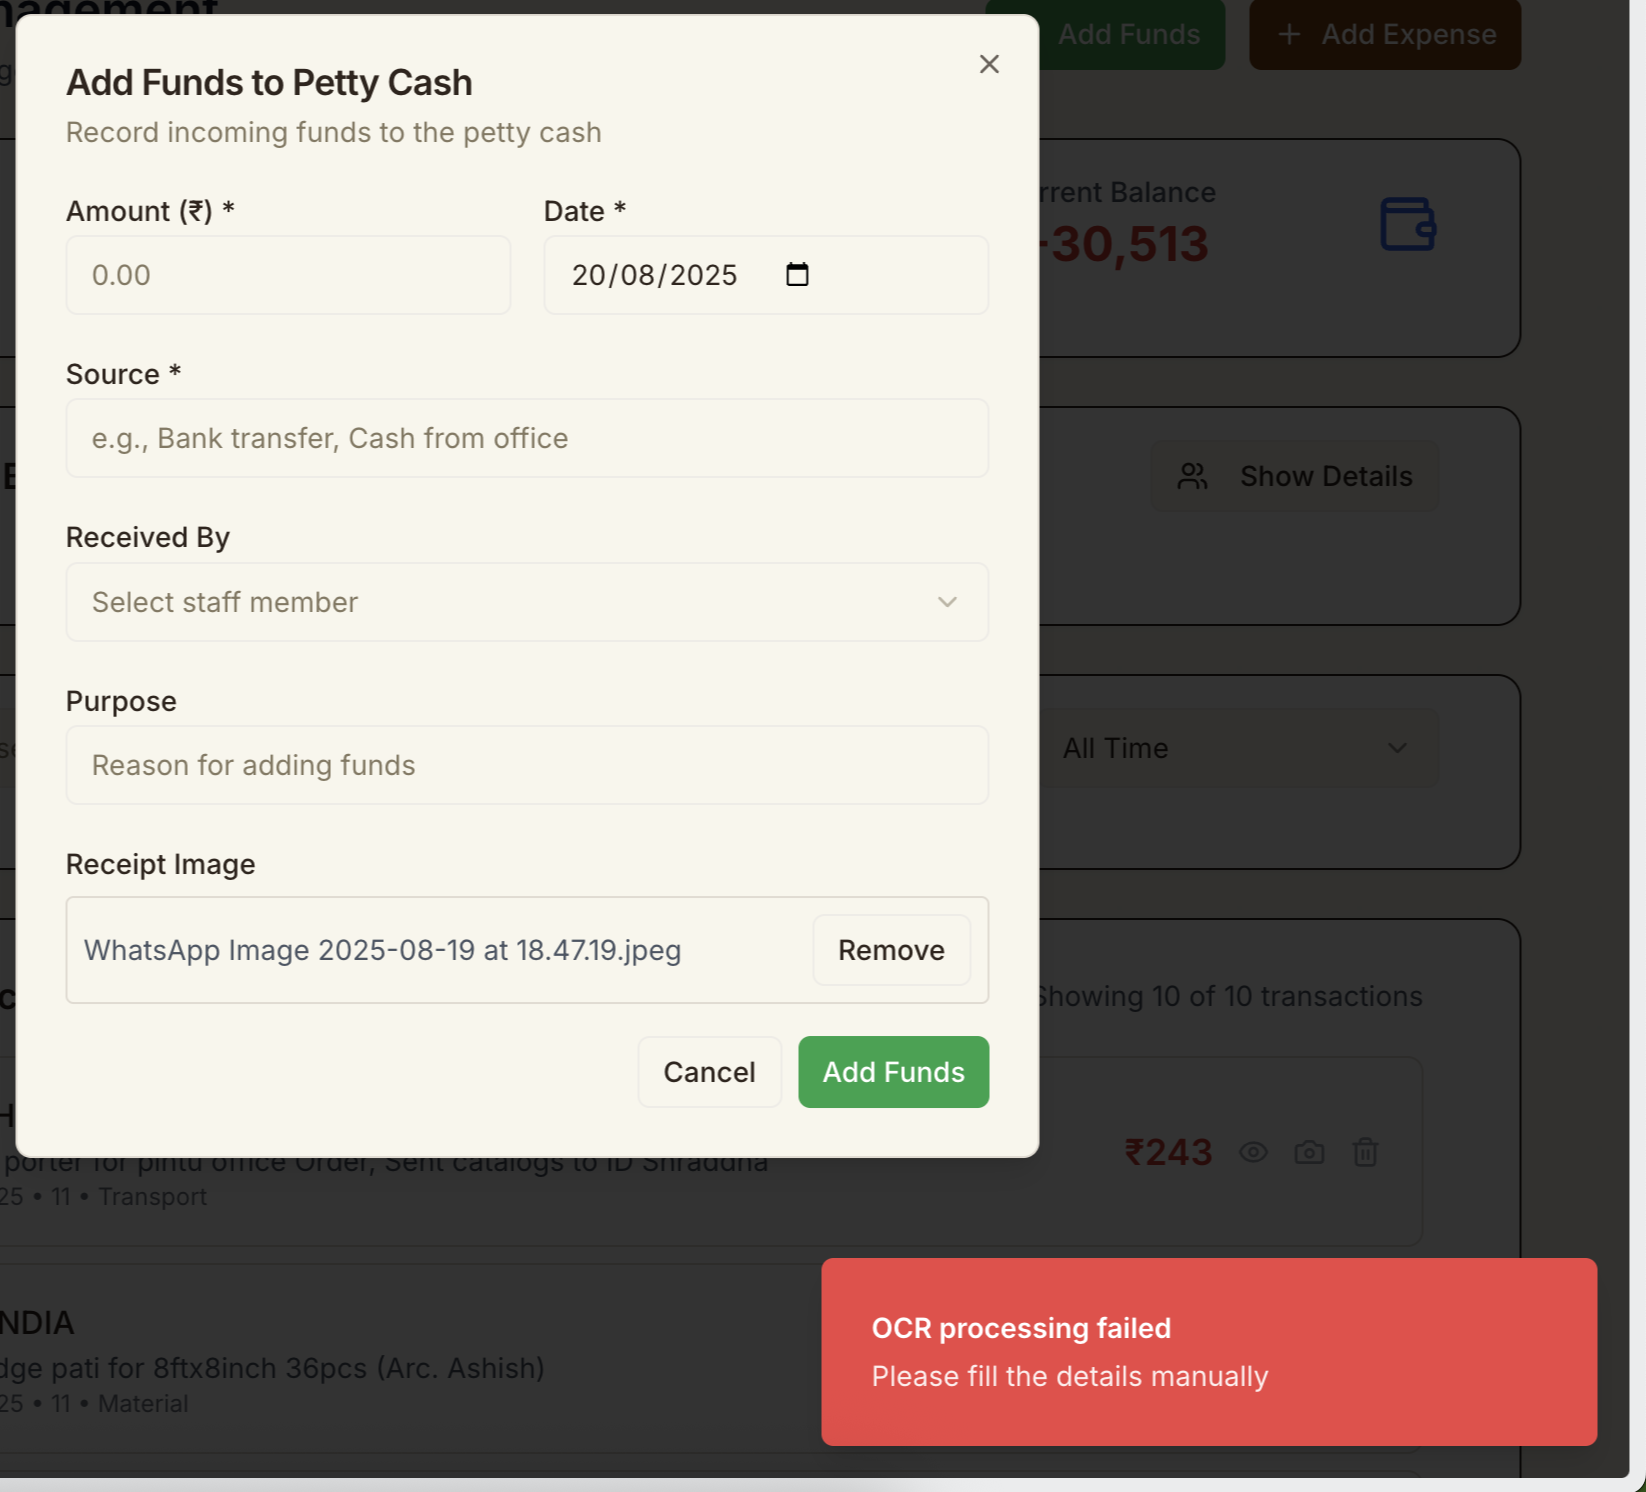 Add Funds
Add Expense
Add Funds to Petty Cash
Record incoming funds to the petty cash
Amount (₹) *
Date *
0.00
20/08/2025
rrent Balance
-30,513
Source *
e.g., Bank transfer, Cash from office
Show Details
Received By
Select staff member
Purpose
Reason for adding funds
All Time
Receipt Image
WhatsApp Image 2025-08-19 at 18.47.19.jpeg
Remove
Showing 10 of 10 transactions
Cancel
Add Funds
₹243
porter for pintu office Order, Sent catalogs to ID Shraddha
25 • 11 • Transport
NDIA
dge pati for 8ftx8inch 36pcs (Arc. Ashish)
25 • 11 • Material
OCR processing failed
Please fill the details manually